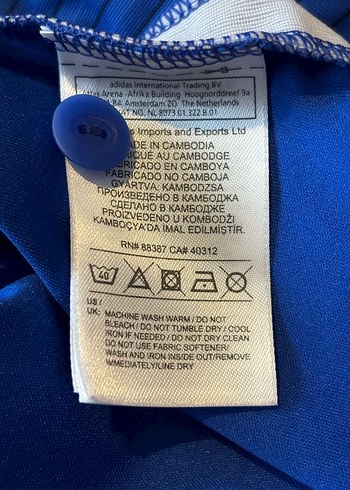 adidas International Trading BV
Arena -Afrika Building Hoogoorddreef 9a
BA Amsterdam ZO The Netherlands
NO. NL 8073.01.322.B.01
Imports and Exports Ltd
MADE IN CAMBODIA
AU CAMBODGE
EN CAMBOYA
FABRICADO NO CAMBOJA
GYÁRTVA: KAMBODZSA
ПРОИЗВЕДЕНО В КАМБОДЖА
СДЕЛАНО В КАМБОДЖЕ
PROIZVEDENO U KOMBODŽI
KAMBOÇYA'DA IMAL EDİLMİŞTİR.
RN# 88387 CA# 40312
40
US /
UK: MACHINE WASH WARM / DO NOT
BLEACH / DO NOT TUMBLE DRY / COOL
IRON IF NEEDED / DO NOT DRY CLEAN
DO NOT USE FABRIC SOFTENER/
WASH AND IRON INSIDE OUT/REMOVE
IMMEDIATELY/LINE DRY